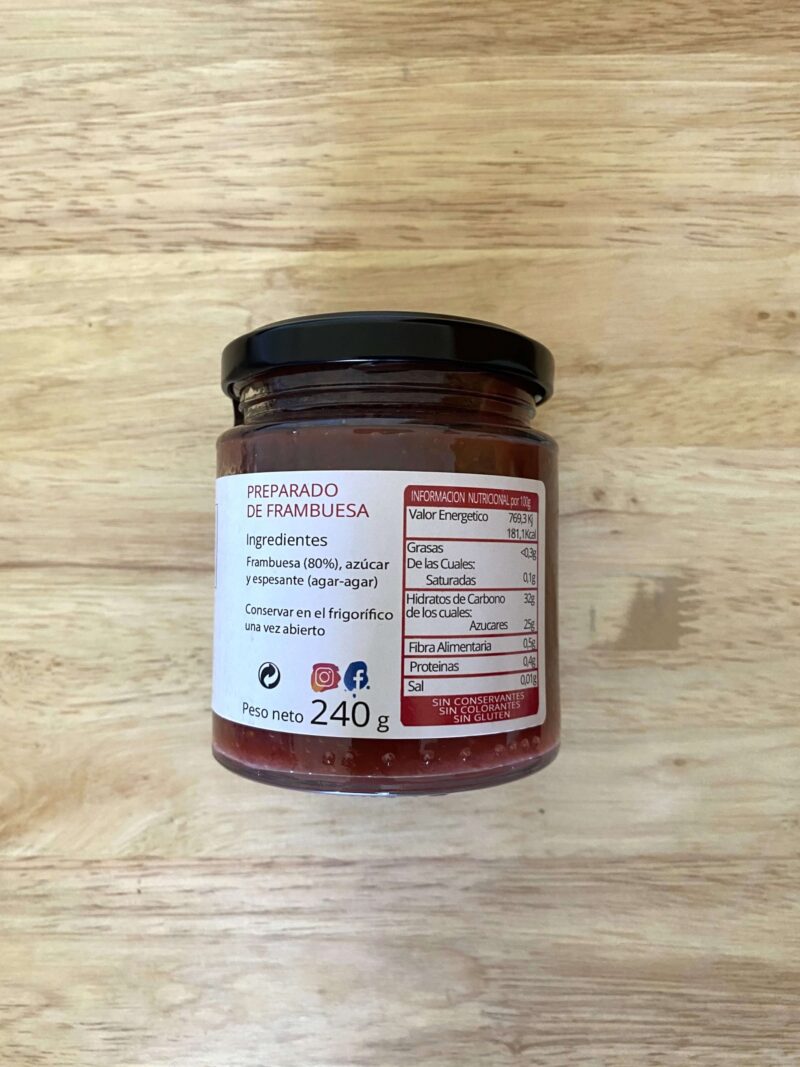 PREPARADO
DE FRAMBUESA
Ingredientes
Frambuesa (80%), azúcar
y espesante (agar-agar)
Conservar en el frigorífico
una vez abierto
Peso neto 240 g
INFORMACION NUTRICIONAL por 100g
Valor Energetico 769,3 Kj
181,1Kcal
Grasas <0,3g
De las Cuales:
Saturadas 0,1g
Hidratos de Carbono 32g
de los cuales:
Azucares 25g
Fibra Alimentaria 0,5g
Proteinas 0,4g
Sal 0,01g
SIN CONSERVANTES
SIN COLORANTES
SIN GLUTEN